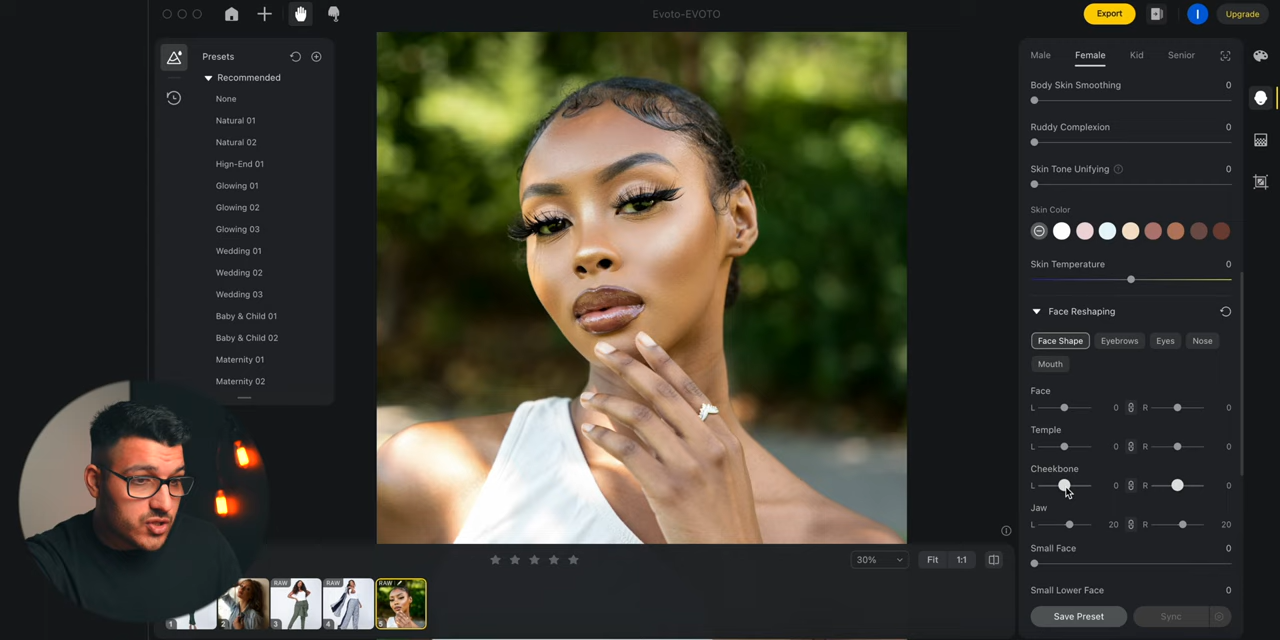 Evoto-EVOTO
Export
I
Upgrade
Presets
Recommended
None
Natural 01
Natural 02
Hign-End 01
Glowing 01
Glowing 02
Glowing 03
Wedding 01
Wedding 02
Wedding 03
Baby & Child 01
Baby & Child 02
Maternity 01
Maternity 02
Male Female Kid Senior
Body Skin Smoothing 0
Ruddy Complexion 0
Skin Tone Unifying ? 0
Skin Color
Skin Temperature 0
Face Reshaping
Face Shape Eyebrows Eyes Nose
Mouth
Face
L 0 R 0
Temple
L 0 R 0
Cheekbone
L 0 R 0
Jaw
L 20 R 20
Small Face 0
Small Lower Face 0
Save Preset Sync
30% Fit 1:1
RAW RAW RAW
1 2 3 4 5